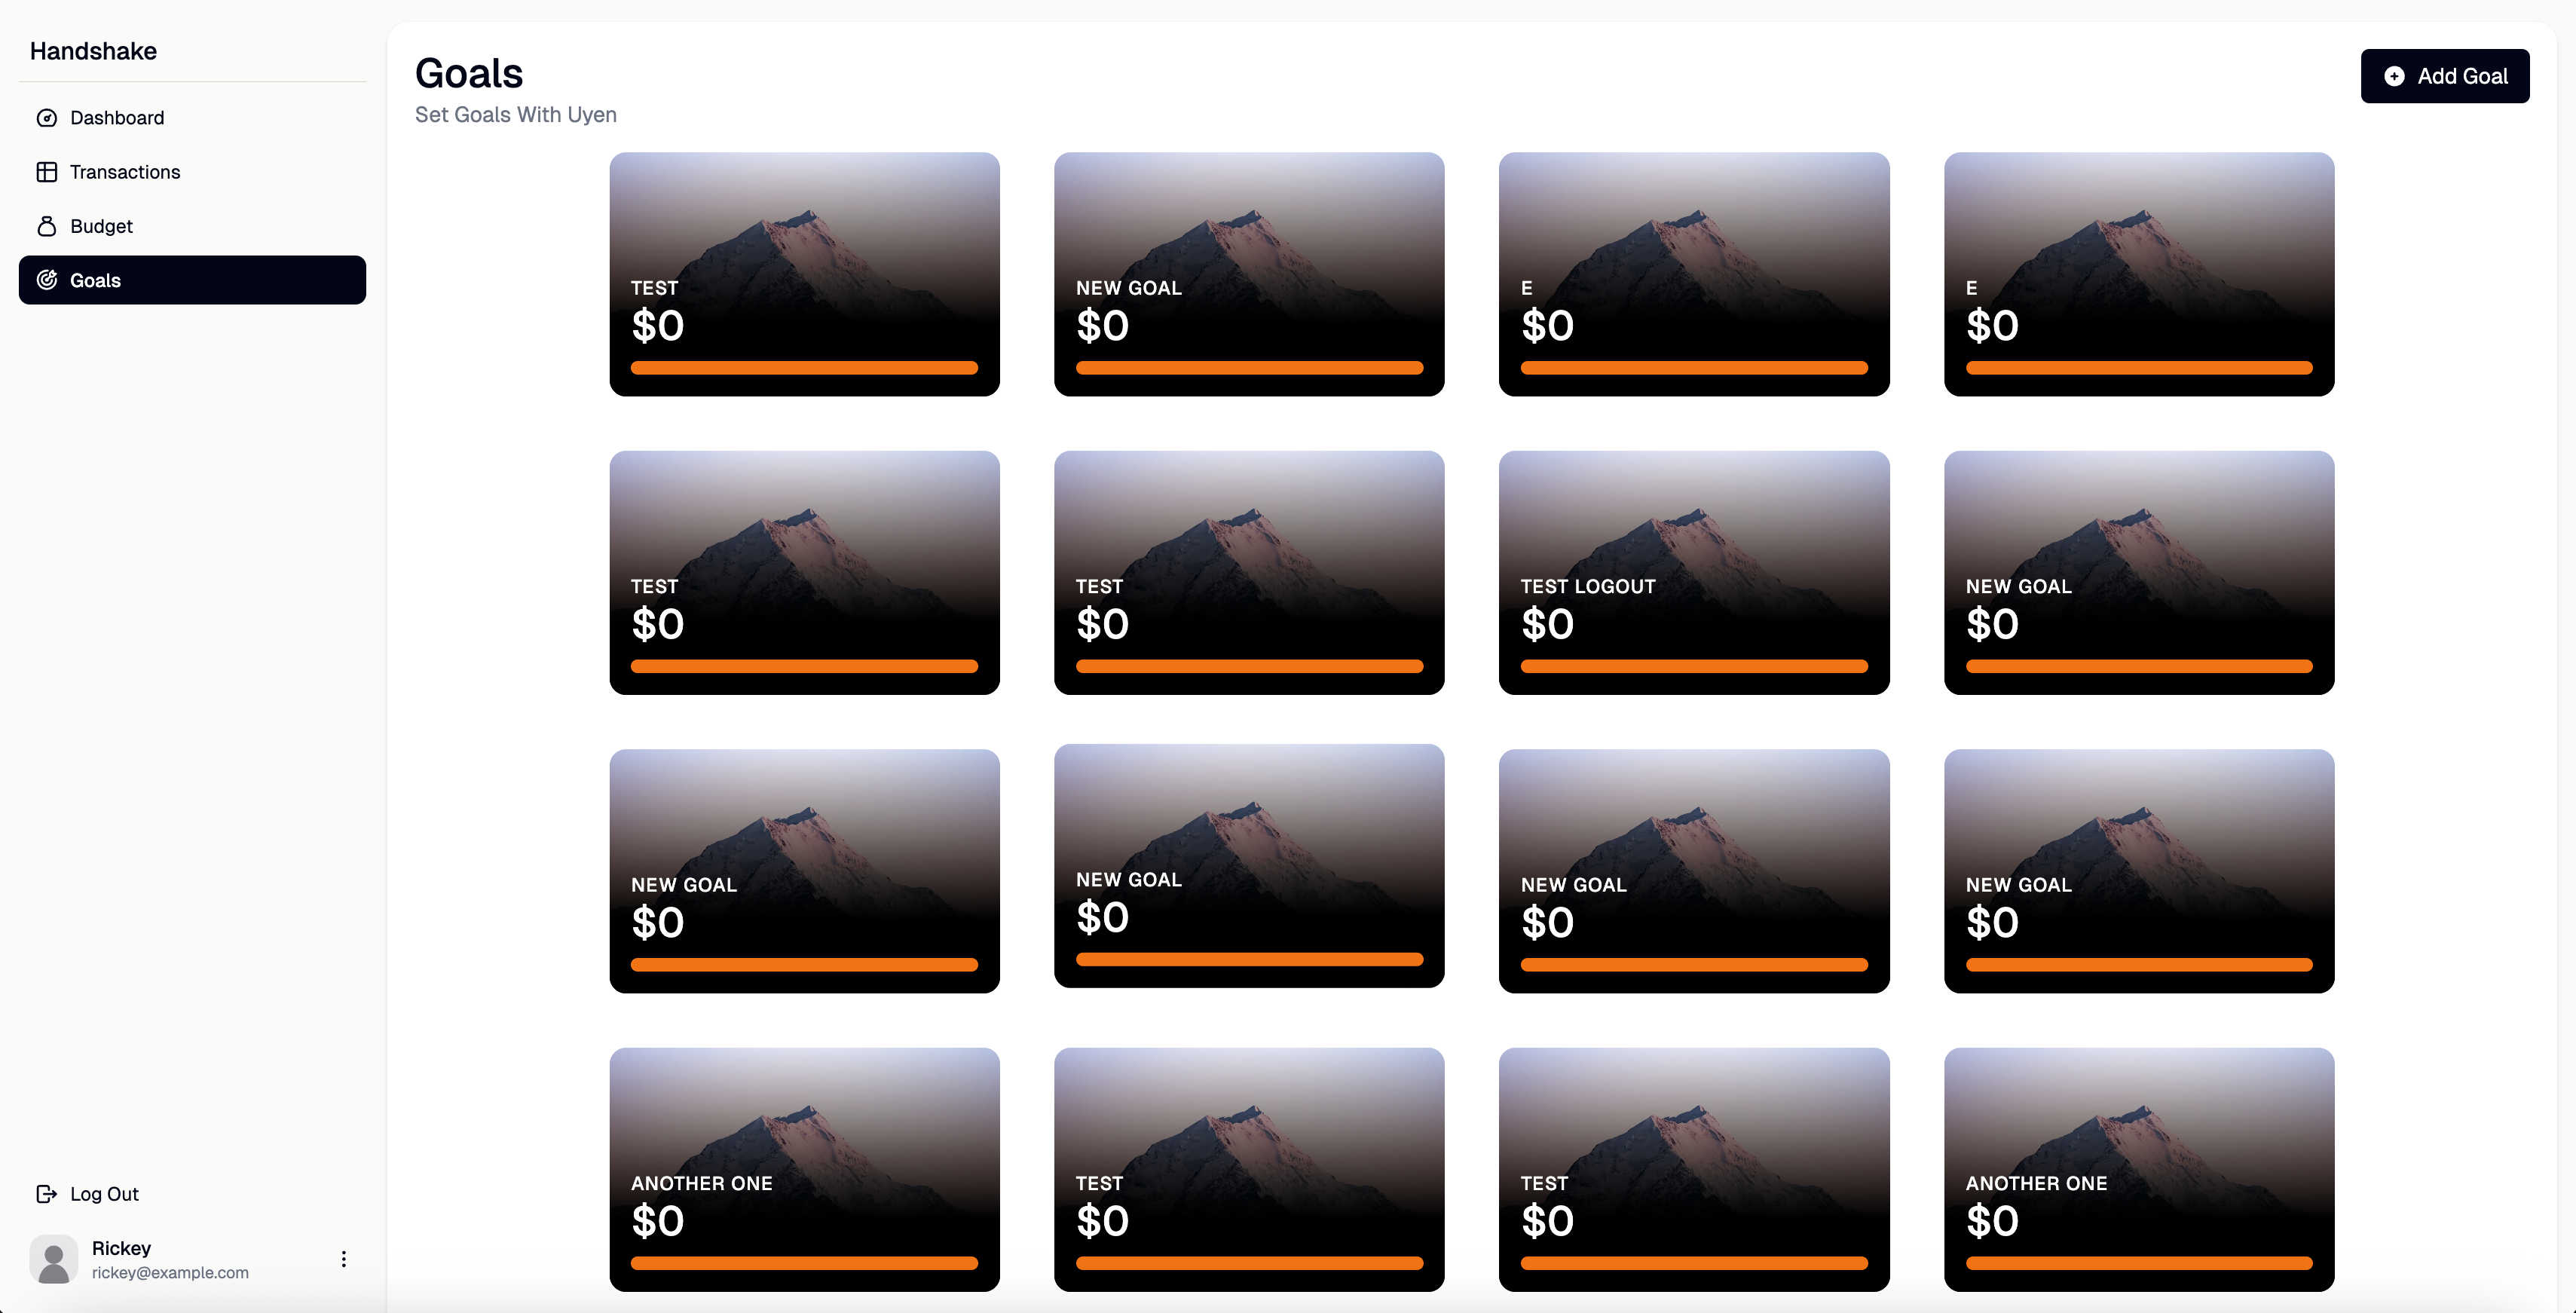 Handshake
Dashboard
Transactions
Budget
Goals
Log Out
Rickey
rickey@example.com
Goals
Set Goals With Uyen
Add Goal
TEST
$0
NEW GOAL
$0
E
$0
E
$0
TEST
$0
TEST
$0
TEST LOGOUT
$0
NEW GOAL
$0
NEW GOAL
$0
NEW GOAL
$0
NEW GOAL
$0
NEW GOAL
$0
ANOTHER ONE
$0
TEST
$0
TEST
$0
ANOTHER ONE
$0